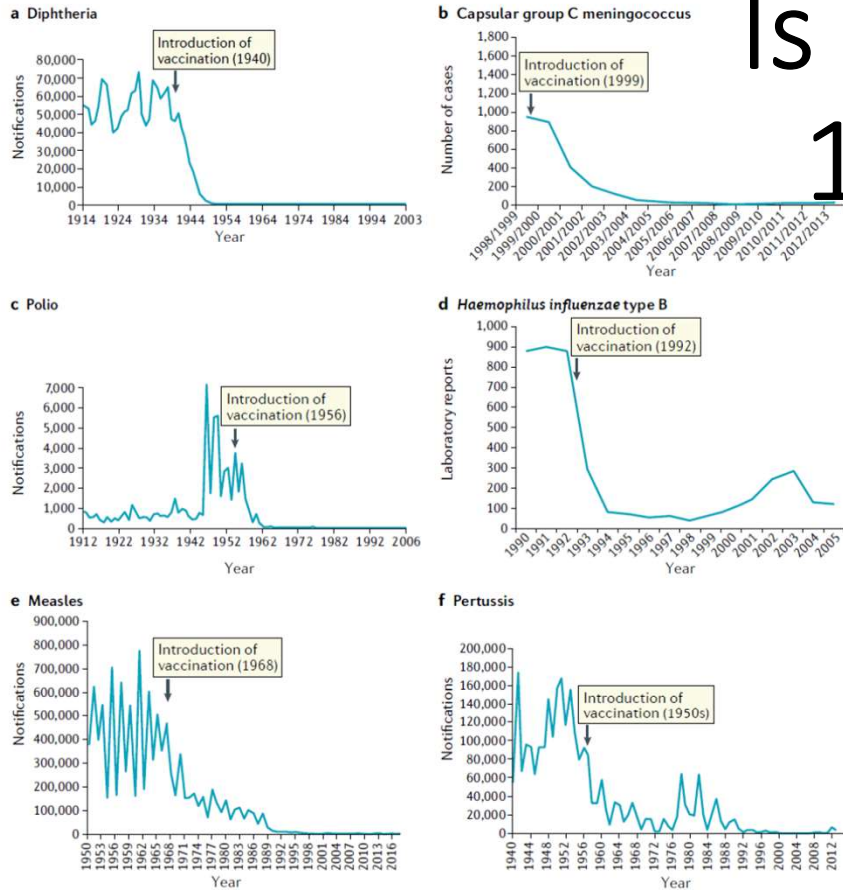 a Diphtheria
Introduction of
vaccination (1940)
80,000
70,000
60,000
50,000
40,000
30,000
20,000
10,000
0
Notifications
1914 1924 1934 1944 1954 1964 1974 1984 1994 2003
Year
b Capsular group C meningococcus
Introduction of
vaccination (1999)
1,800
1,600
1,400
1,200
1,000
800
600
400
200
0
Number of cases
1998/1999 1999/2000 2000/2001 2001/2002 2002/2003 2003/2004 2004/2005 2005/2006 2006/2007 2007/2008 2008/2009 2009/2010 2010/2011 2011/2012 2012/2013
Year
Is
1
c Polio
Introduction of
vaccination (1956)
7,000
6,000
5,000
4,000
3,000
2,000
1,000
0
Notifications
1912 1922 1932 1942 1952 1962 1972 1982 1992 2006
Year
d Haemophilus influenzae type B
Introduction of
vaccination (1992)
1,000
900
800
700
600
500
400
300
200
100
0
Laboratory reports
1990 1991 1992 1993 1994 1995 1996 1997 1998 1999 2000 2001 2002 2003 2004 2005
Year
e Measles
Introduction of
vaccination (1968)
900,000
800,000
700,000
600,000
500,000
400,000
300,000
200,000
100,000
0
Notifications
1950 1953 1956 1959 1962 1965 1968 1971 1974 1977 1980 1983 1986 1989 1992 1995 1998 2001 2004 2007 2010 2013 2016
Year
f Pertussis
Introduction of
vaccination (1950s)
200,000
180,000
160,000
140,000
120,000
100,000
80,000
60,000
40,000
20,000
0
Notifications
1940 1944 1948 1952 1956 1960 1964 1968 1972 1976 1980 1984 1988 1992 1996 2000 2004 2008 2012
Year